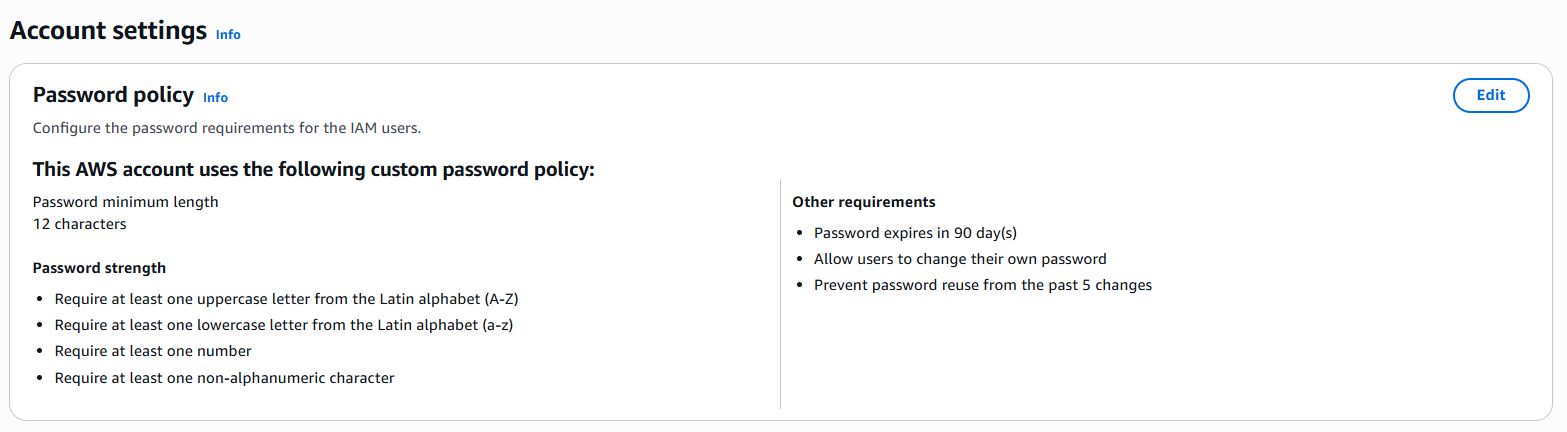 Account settings Info
Password policy Info
Edit
Configure the password requirements for the IAM users.
This AWS account uses the following custom password policy:
Password minimum length
12 characters
Password strength
• Require at least one uppercase letter from the Latin alphabet (A-Z)
• Require at least one lowercase letter from the Latin alphabet (a-z)
• Require at least one number
• Require at least one non-alphanumeric character
Other requirements
• Password expires in 90 day(s)
• Allow users to change their own password
• Prevent password reuse from the past 5 changes